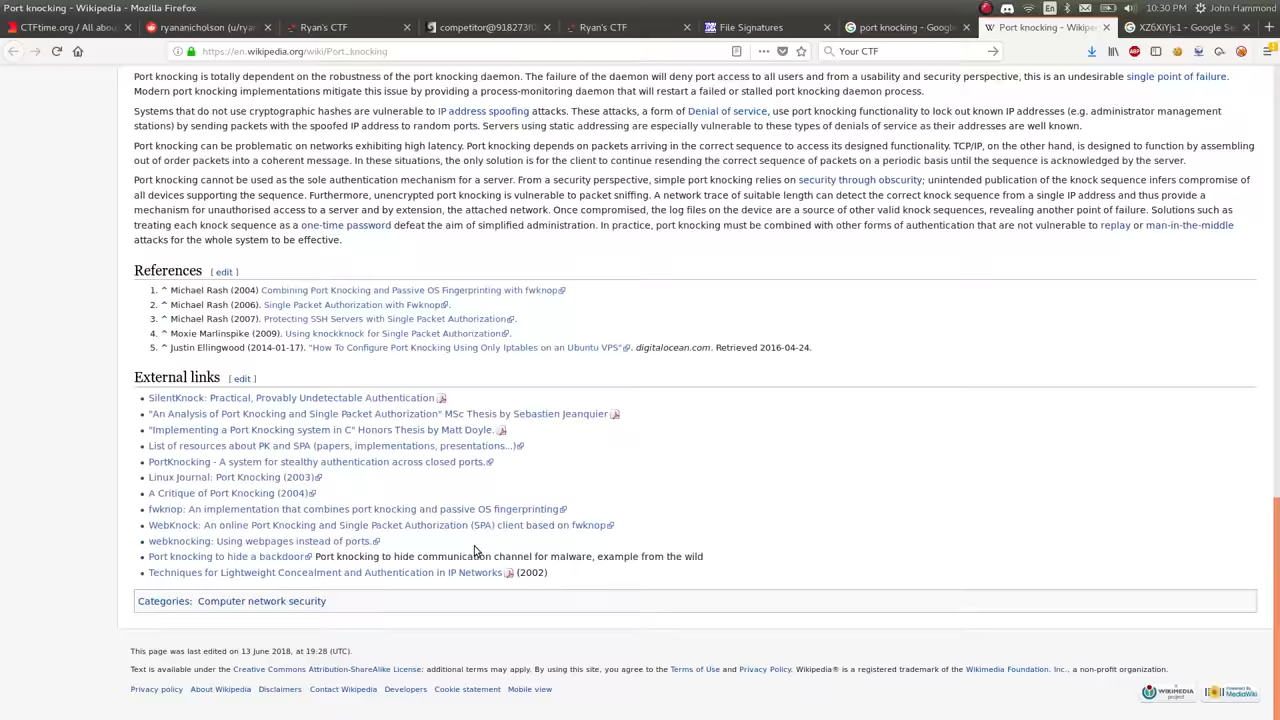 Port knocking - Wikipedia - Mozilla Firefox
En
10:30 PM
John Hammond
CTFtime.org / All abou
ryananicholson (u/ryan
Ryan's CTF
competitor@918273f0
Ryan's CTF
File Signatures
port knocking - Google
Port knocking - Wikipe
XZ6XiYjs1 - Google Se
https://en.wikipedia.org/wiki/Port_knocking
Your CTF
ABP
Port knocking is totally dependent on the robustness of the port knocking daemon. The failure of the daemon will deny port access to all users and from a usability and security perspective, this is an undesirable single point of failure.
Modern port knocking implementations mitigate this issue by providing a process-monitoring daemon that will restart a failed or stalled port knocking daemon process.
Systems that do not use cryptographic hashes are vulnerable to IP address spoofing attacks. These attacks, a form of Denial of service, use port knocking functionality to lock out known IP addresses (e.g. administrator management
stations) by sending packets with the spoofed IP address to random ports. Servers using static addressing are especially vulnerable to these types of denials of service as their addresses are well known.
Port knocking can be problematic on networks exhibiting high latency. Port knocking depends on packets arriving in the correct sequence to access its designed functionality. TCP/IP, on the other hand, is designed to function by assembling
out of order packets into a coherent message. In these situations, the only solution is for the client to continue resending the correct sequence of packets on a periodic basis until the sequence is acknowledged by the server.
Port knocking cannot be used as the sole authentication mechanism for a server. From a security perspective, simple port knocking relies on security through obscurity; unintended publication of the knock sequence infers compromise of
all devices supporting the sequence. Furthermore, unencrypted port knocking is vulnerable to packet sniffing. A network trace of suitable length can detect the correct knock sequence from a single IP address and thus provide a
mechanism for unauthorised access to a server and by extension, the attached network. Once compromised, the log files on the device are a source of other valid knock sequences, revealing another point of failure. Solutions such as
treating each knock sequence as a one-time password defeat the aim of simplified administration. In practice, port knocking must be combined with other forms of authentication that are not vulnerable to replay or man-in-the-middle
attacks for the whole system to be effective.
References [ edit ]
1. ^ Michael Rash (2004) Combining Port Knocking and Passive OS Fingerprinting with fwknop
2. ^ Michael Rash (2006). Single Packet Authorization with Fwknop.
3. ^ Michael Rash (2007). Protecting SSH Servers with Single Packet Authorization.
4. ^ Moxie Marlinspike (2009). Using knockknock for Single Packet Authorization.
5. ^ Justin Ellingwood (2014-01-17). "How To Configure Port Knocking Using Only Iptables on an Ubuntu VPS". digitalocean.com. Retrieved 2016-04-24.
External links [ edit ]
• SilentKnock: Practical, Provably Undetectable Authentication
• "An Analysis of Port Knocking and Single Packet Authorization" MSc Thesis by Sebastien Jeanquier
• "Implementing a Port Knocking system in C" Honors Thesis by Matt Doyle.
• List of resources about PK and SPA (papers, implementations, presentations...)
• PortKnocking - A system for stealthy authentication across closed ports.
• Linux Journal: Port Knocking (2003)
• A Critique of Port Knocking (2004)
• fwknop: An implementation that combines port knocking and passive OS fingerprinting
• WebKnock: An online Port Knocking and Single Packet Authorization (SPA) client based on fwknop
• webknocking: Using webpages instead of ports.
• Port knocking to hide a backdoor Port knocking to hide communication channel for malware, example from the wild
• Techniques for Lightweight Concealment and Authentication in IP Networks (2002)
Categories: Computer network security
This page was last edited on 13 June 2018, at 19:28 (UTC).
Text is available under the Creative Commons Attribution-ShareAlike License; additional terms may apply. By using this site, you agree to the Terms of Use and Privacy Policy. Wikipedia® is a registered trademark of the Wikimedia Foundation, Inc., a non-profit organization.
Privacy policy About Wikipedia Disclaimers Contact Wikipedia Developers Cookie statement Mobile view
WIKIMEDIA project
Powered By MediaWiki